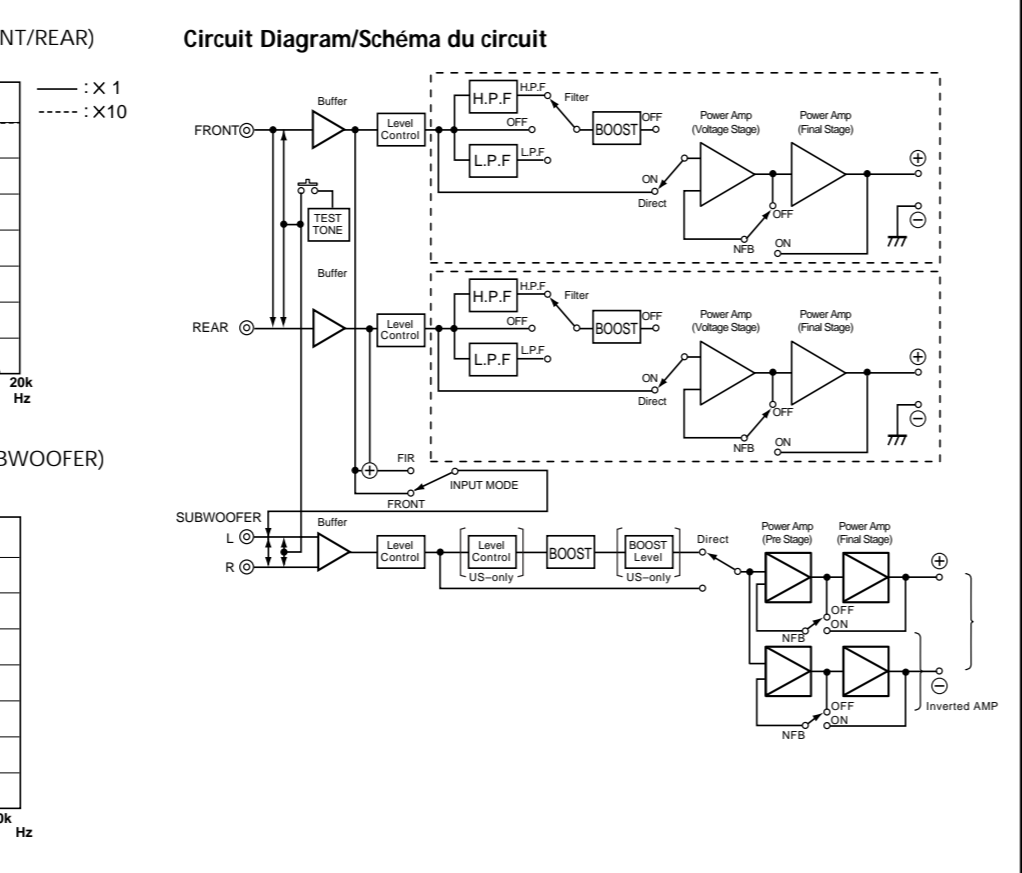 NT/REAR)
Circuit Diagram/Schéma du circuit
: X 1
: X10
20k
Hz
BWOOFER)
0k
Hz
FRONT
Buffer
Level
Control
H.P.F
H.P.F
Filter
OFF
L.P.F
L.P.F
BOOST
OFF
ON
Direct
Power Amp
(Voltage Stage)
Power Amp
(Final Stage)
OFF
NFB
ON
+
−
TEST
TONE
REAR
Buffer
Level
Control
H.P.F
H.P.F
Filter
OFF
L.P.F
L.P.F
BOOST
OFF
ON
Direct
Power Amp
(Voltage Stage)
Power Amp
(Final Stage)
OFF
NFB
ON
+
−
+
FIR
INPUT MODE
FRONT
SUBWOOFER
L
R
Buffer
Level
Control
Level
Control
US–only
BOOST
BOOST
Level
US–only
Direct
Power Amp
(Pre Stage)
Power Amp
(Final Stage)
+
OFF
ON
NFB
−
OFF
ON
NFB
Inverted AMP